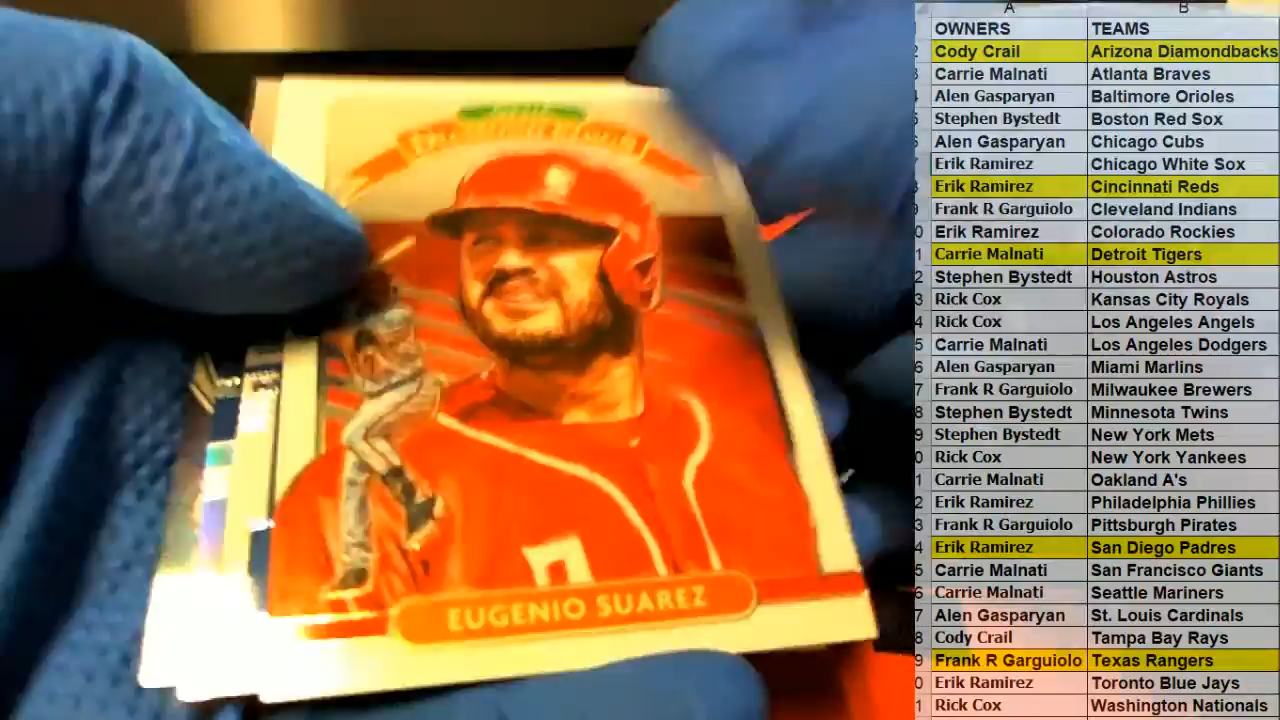 EUGENIO SUAREZ
A B
OWNERS TEAMS
Cody Crail Arizona Diamondbacks
Carrie Malnati Atlanta Braves
Alen Gasparyan Baltimore Orioles
Stephen Bystedt Boston Red Sox
Alen Gasparyan Chicago Cubs
Erik Ramirez Chicago White Sox
Erik Ramirez Cincinnati Reds
Frank R Garguiolo Cleveland Indians
Erik Ramirez Colorado Rockies
Carrie Malnati Detroit Tigers
Stephen Bystedt Houston Astros
Rick Cox Kansas City Royals
Rick Cox Los Angeles Angels
Carrie Malnati Los Angeles Dodgers
Alen Gasparyan Miami Marlins
Frank R Garguiolo Milwaukee Brewers
Stephen Bystedt Minnesota Twins
Stephen Bystedt New York Mets
Rick Cox New York Yankees
Carrie Malnati Oakland A's
Erik Ramirez Philadelphia Phillies
Frank R Garguiolo Pittsburgh Pirates
Erik Ramirez San Diego Padres
Carrie Malnati San Francisco Giants
Carrie Malnati Seattle Mariners
Alen Gasparyan St. Louis Cardinals
Cody Crail Tampa Bay Rays
Frank R Garguiolo Texas Rangers
Erik Ramirez Toronto Blue Jays
Rick Cox Washington Nationals